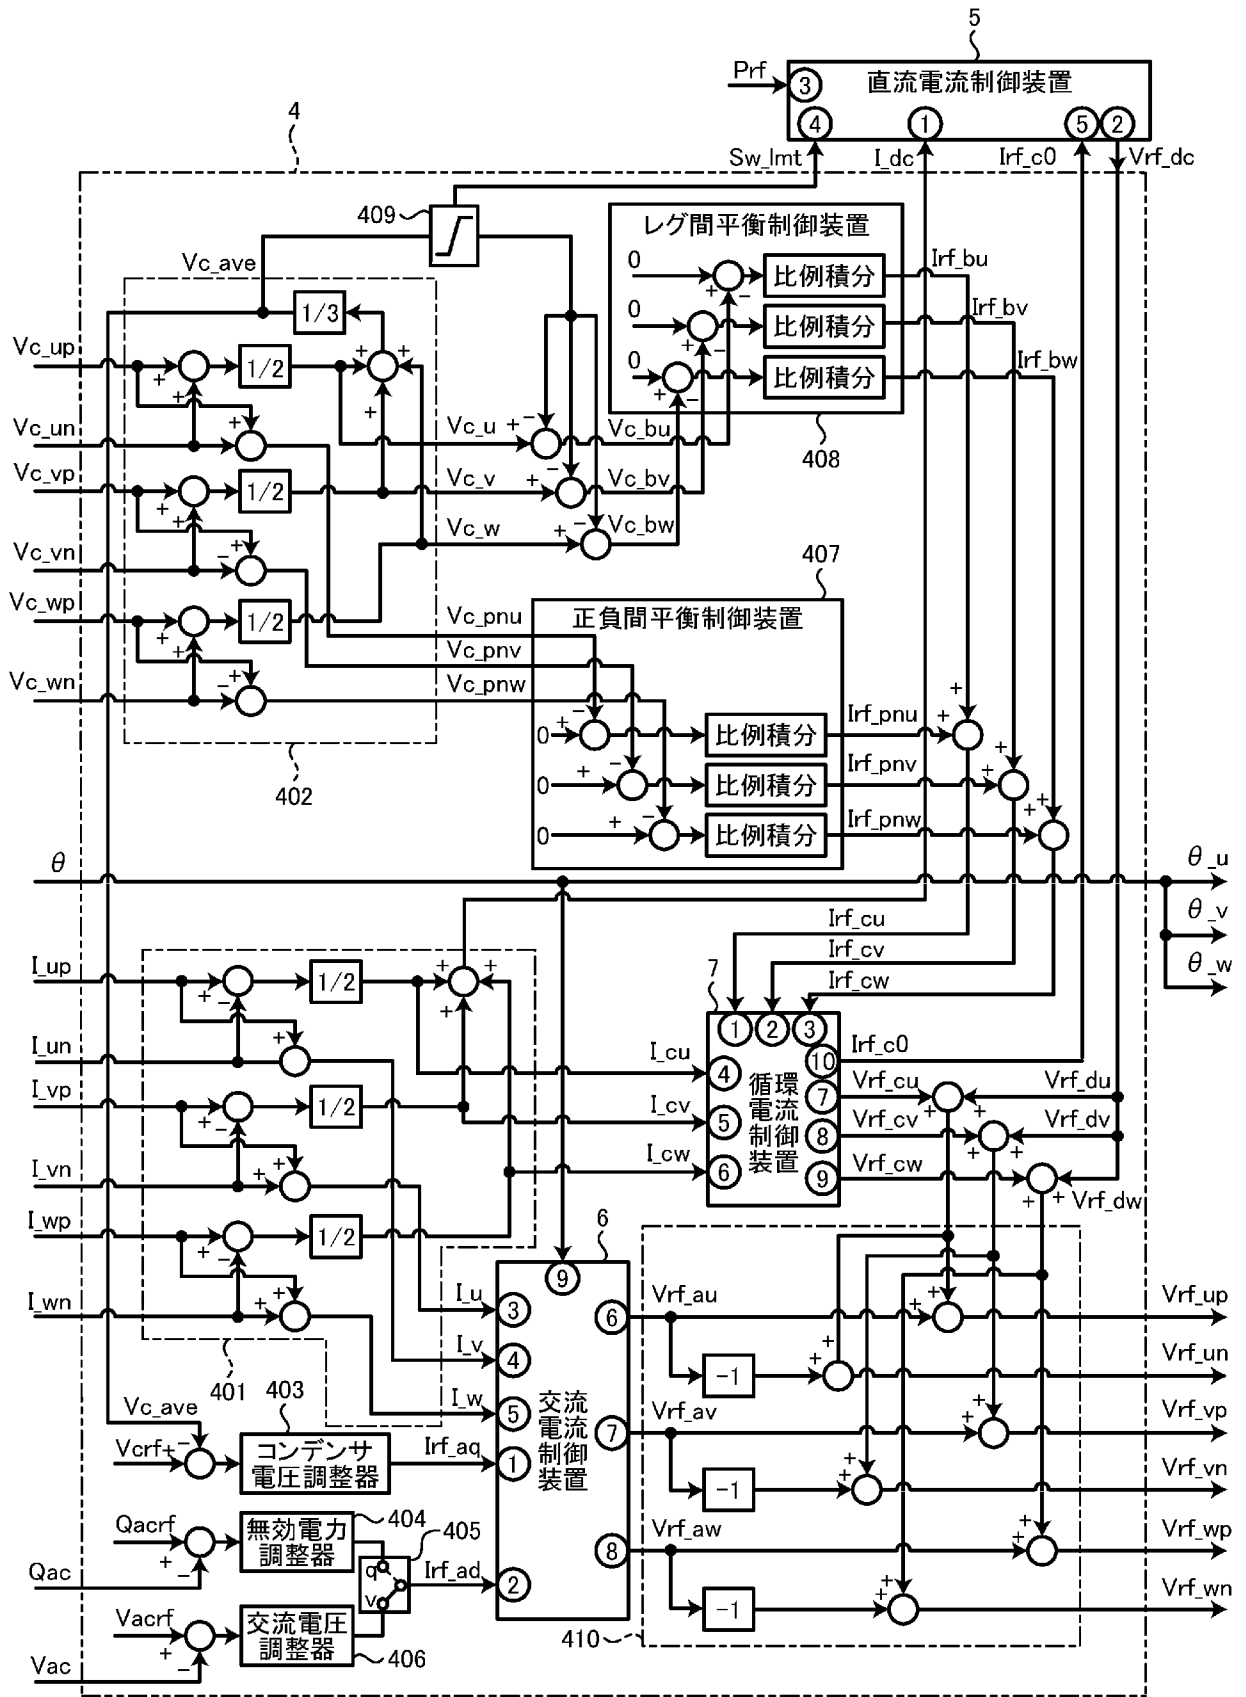 5
Prf
③
直流電流制御装置
④
①
⑤
②
4
Sw_lmt
I_dc
Irf_c0
Vrf_dc
409
レグ間平衡制御装置
Vc_ave
0
+
−
比例積分
Irf_bu
0
+
−
比例積分
Irf_bv
0
+
−
比例積分
Irf_bw
408
1/3
Vc_up
+
+
1/2
+
+
+
Vc_un
+
−
Vc_u
+
−
Vc_bu
Vc_vp
+
+
1/2
Vc_v
+
−
Vc_bv
Vc_vn
+
−
Vc_w
+
−
Vc_bw
Vc_wp
+
+
1/2
Vc_wn
+
−
402
407
正負間平衡制御装置
Vc_pnu
Vc_pnv
Vc_pnw
0
+
−
比例積分
Irf_pnu
+
+
0
+
−
比例積分
Irf_pnv
+
+
0
+
−
比例積分
Irf_pnw
+
+
θ
θ_u
θ_v
θ_w
Irf_cu
Irf_cv
Irf_cw
I_up
+
−
1/2
+
+
+
I_un
+
+
I_vp
+
−
1/2
I_vn
+
+
I_wp
+
−
1/2
I_wn
+
+
401
7
①
②
③
I_cu
④
I_cv
⑤
I_cw
⑥
循環
電流
制御
装置
⑩
Irf_c0
⑦
Vrf_cu
Vrf_du
+
+
⑧
Vrf_cv
Vrf_dv
+
+
⑨
Vrf_cw
Vrf_dw
+
+
6
⑨
I_u
③
I_v
④
I_w
⑤
Irf_aq
①
Irf_ad
②
交流
電流
制御
装置
⑥
Vrf_au
+
+
Vrf_up
-1
+
+
Vrf_un
⑦
Vrf_av
+
+
Vrf_vp
-1
+
+
Vrf_vn
⑧
Vrf_aw
+
+
Vrf_wp
-1
+
+
Vrf_wn
410
Vc_ave
403
Vcrf
+
−
コンデンサ
電圧調整器
Qacrf
+
−
無効電力
調整器
404
405
q
v
Qac
Vacrf
+
−
交流電圧
調整器
406
Vac